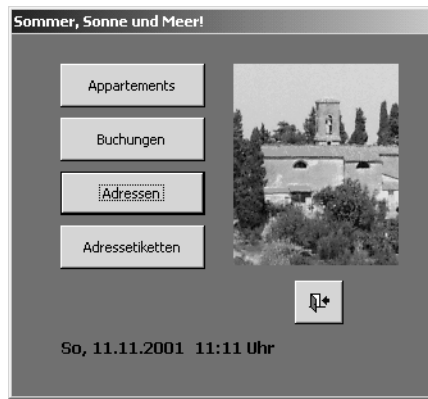 Sommer, Sonne und Meer!
Appartements
Buchungen
Adressen
Adressetiketten
So, 11.11.2001 11:11 Uhr